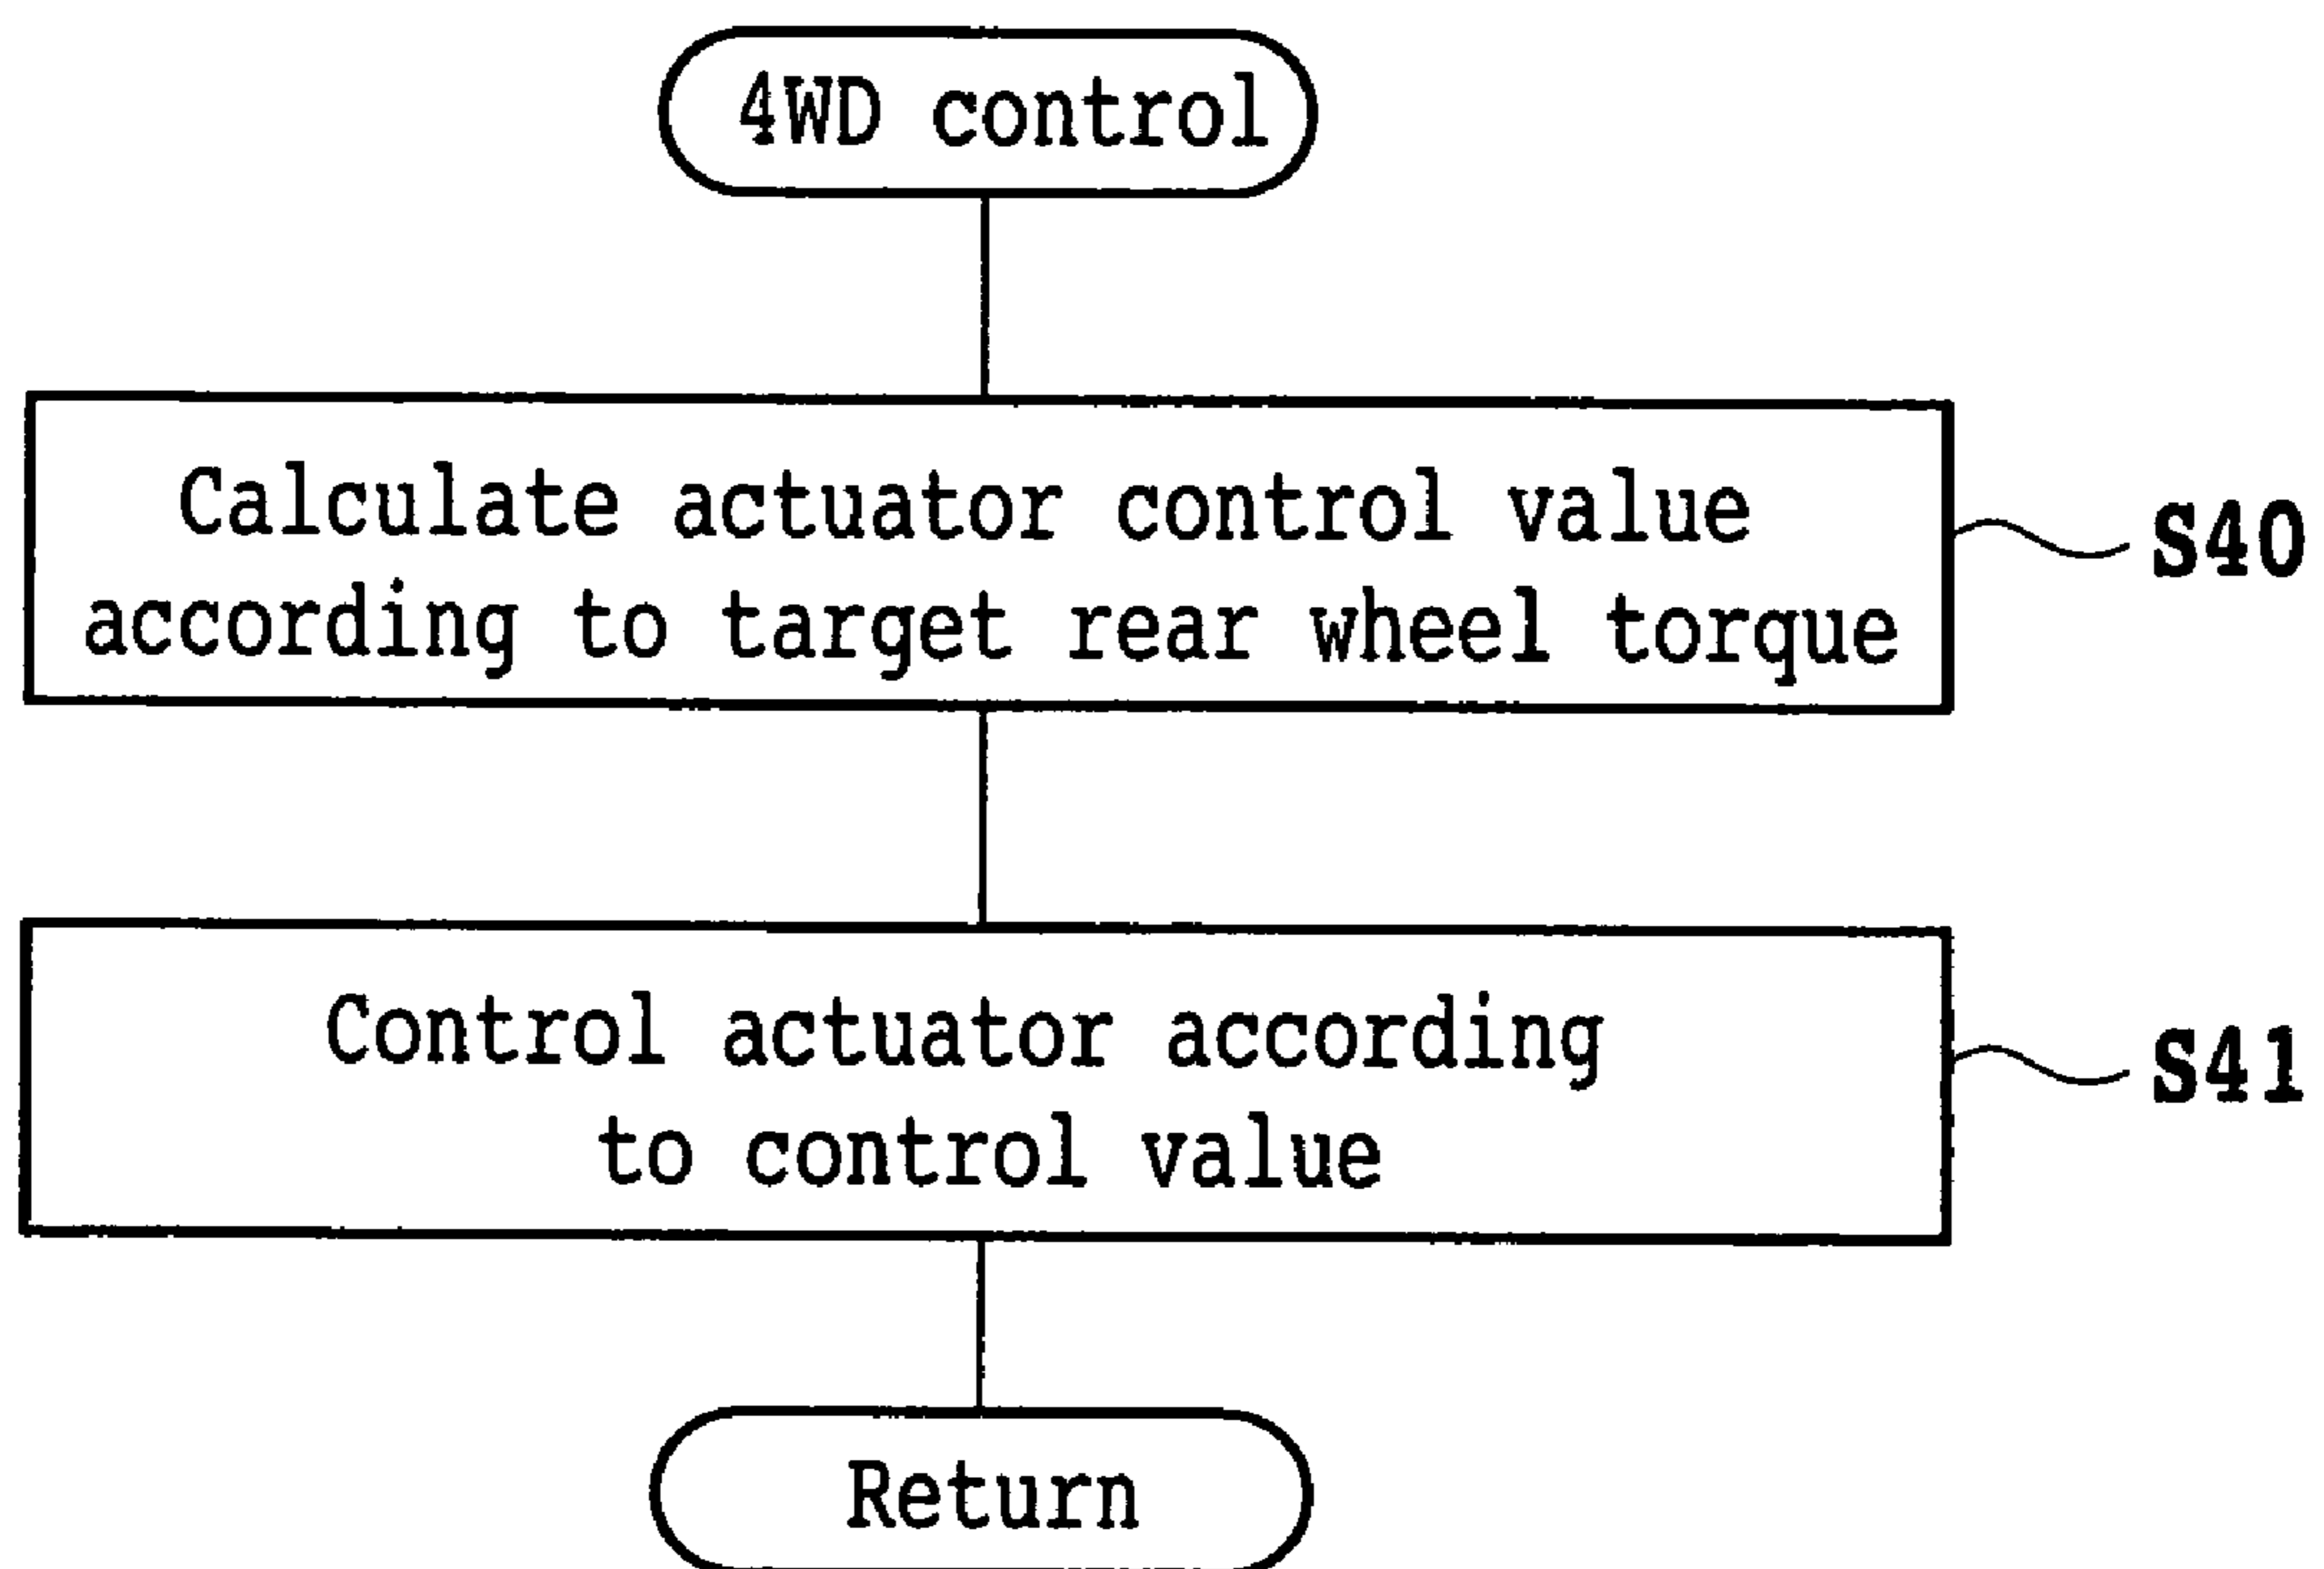 4WD control
Calculate actuator control value
according to target rear wheel torque
S40
Control actuator according
to control value
S41
Return